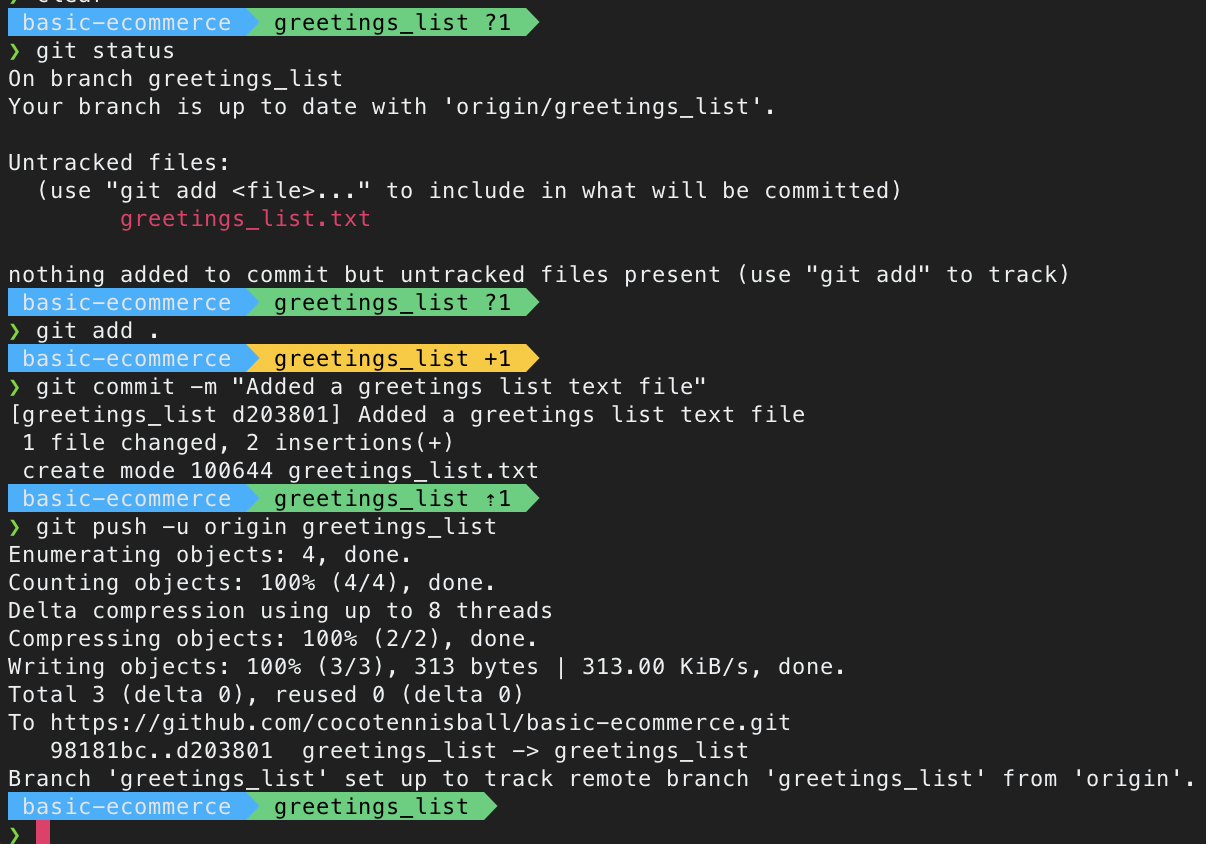 ❯ clear
basic-ecommerce greetings_list ?1
❯ git status
On branch greetings_list
Your branch is up to date with 'origin/greetings_list'.
Untracked files:
(use "git add <file>..." to include in what will be committed)
greetings_list.txt
nothing added to commit but untracked files present (use "git add" to track)
basic-ecommerce greetings_list ?1
❯ git add .
basic-ecommerce greetings_list +1
❯ git commit -m "Added a greetings list text file"
[greetings_list d203801] Added a greetings list text file
1 file changed, 2 insertions(+)
create mode 100644 greetings_list.txt
basic-ecommerce greetings_list ⇡1
❯ git push -u origin greetings_list
Enumerating objects: 4, done.
Counting objects: 100% (4/4), done.
Delta compression using up to 8 threads
Compressing objects: 100% (2/2), done.
Writing objects: 100% (3/3), 313 bytes | 313.00 KiB/s, done.
Total 3 (delta 0), reused 0 (delta 0)
To https://github.com/cocotennisball/basic-ecommerce.git
98181bc..d203801 greetings_list -> greetings_list
Branch 'greetings_list' set up to track remote branch 'greetings_list' from 'origin'.
basic-ecommerce greetings_list
❯